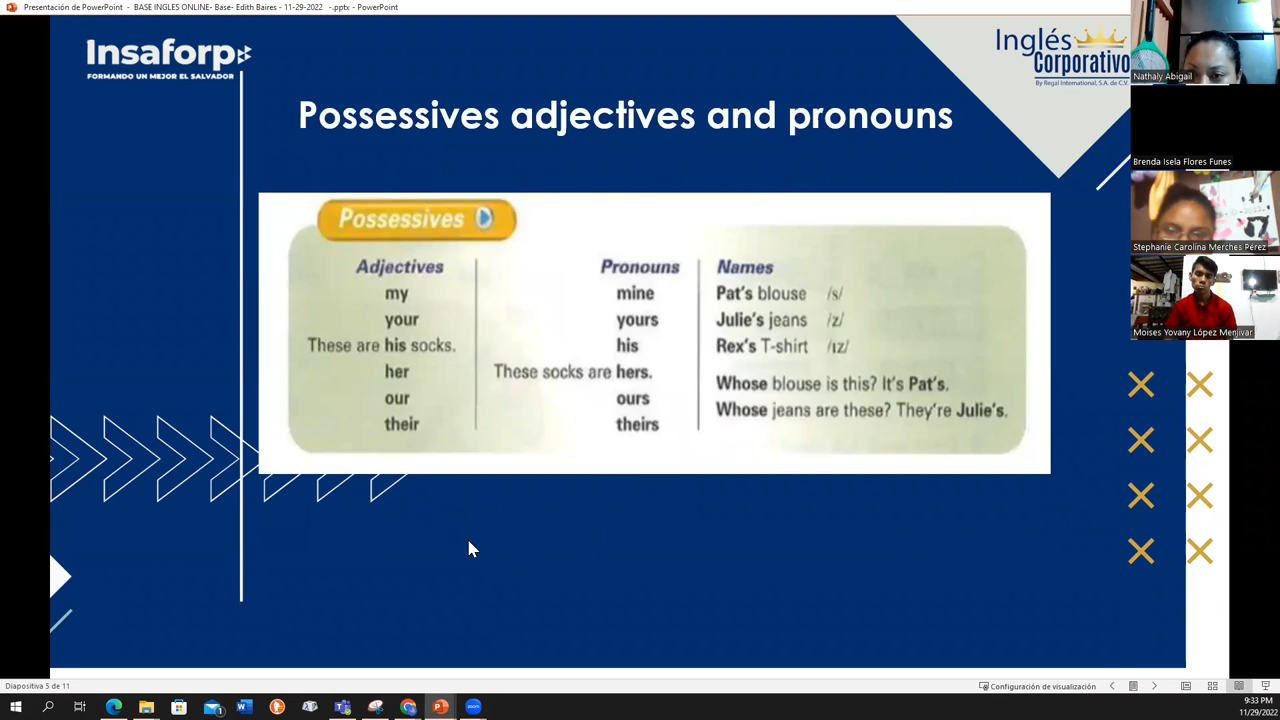 Presentación de PowerPoint - BASE INGLES ONLINE- Base- Edith Baires - 11-29-2022 -.pptx - PowerPoint
Insaforp
FORMANDO UN MEJOR EL SALVADOR
Inglés
Corporativo
By Regal International, S.A. de C.V.
Possessives adjectives and pronouns
Possessives
Adjectives
my
your
These are his socks.
her
our
their
Pronouns
mine
yours
his
These socks are hers.
ours
theirs
Names
Pat's blouse /s/
Julie's jeans /z/
Rex's T-shirt /ɪz/
Whose blouse is this? It's Pat's.
Whose jeans are these? They're Julie's.
Nathaly Abigail
Brenda Isela Flores Funes
Stephanie Carolina Merches Pérez
Moises Yovany López Menjivar
Diapositiva 5 de 11
Configuración de visualización
9:33 PM
11/29/2022